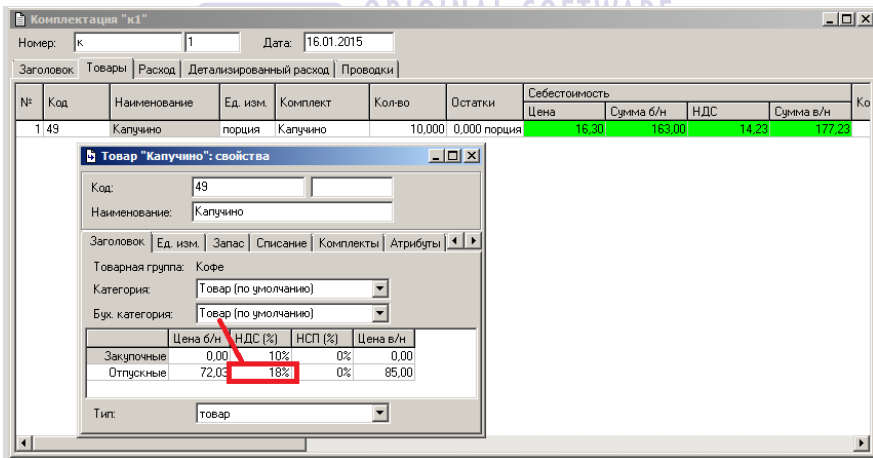 ORIGINAL SOFTWARE
Комплектация "к1"
Номер: к 1 Дата: 16.01.2015
Заголовок Товары Расход Детализированный расход Проводки
№ Код Наименование Ед. изм. Комплект Кол-во Остатки Себестоимость Ко
Цена Сумма б/н НДС Сумма в/н
1 49 Капучино порция Капучино 10,000 0,000 порция 16,30 163,00 14,23 177,23
Товар "Капучино": свойства
Код: 49
Наименование: Капучино
Заголовок Ед. изм. Запас Списание Комплекты Атрибуты
Товарная группа: Кофе
Категория: Товар (по умолчанию)
Бух. категория: Товар (по умолчанию)
Цена б/н НДС (%) НСП (%) Цена в/н
Закупочные 0,00 10% 0% 0,00
Отпускные 72,03 18% 0% 85,00
Тип: товар